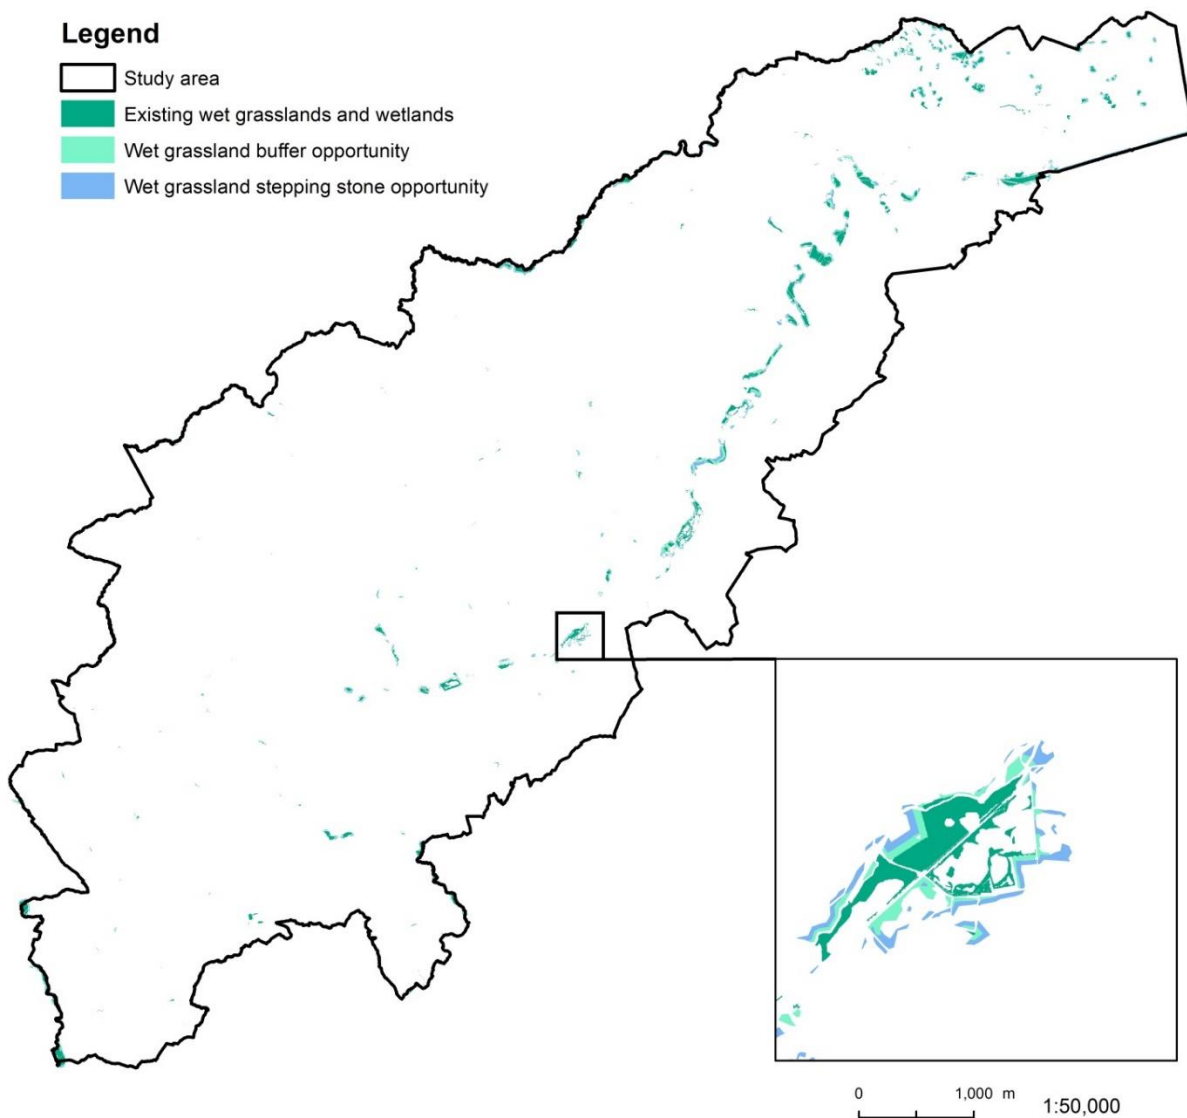 Legend
Study area
Existing wet grasslands and wetlands
Wet grassland buffer opportunity
Wet grassland stepping stone opportunity
0 1,000 m 1:50,000